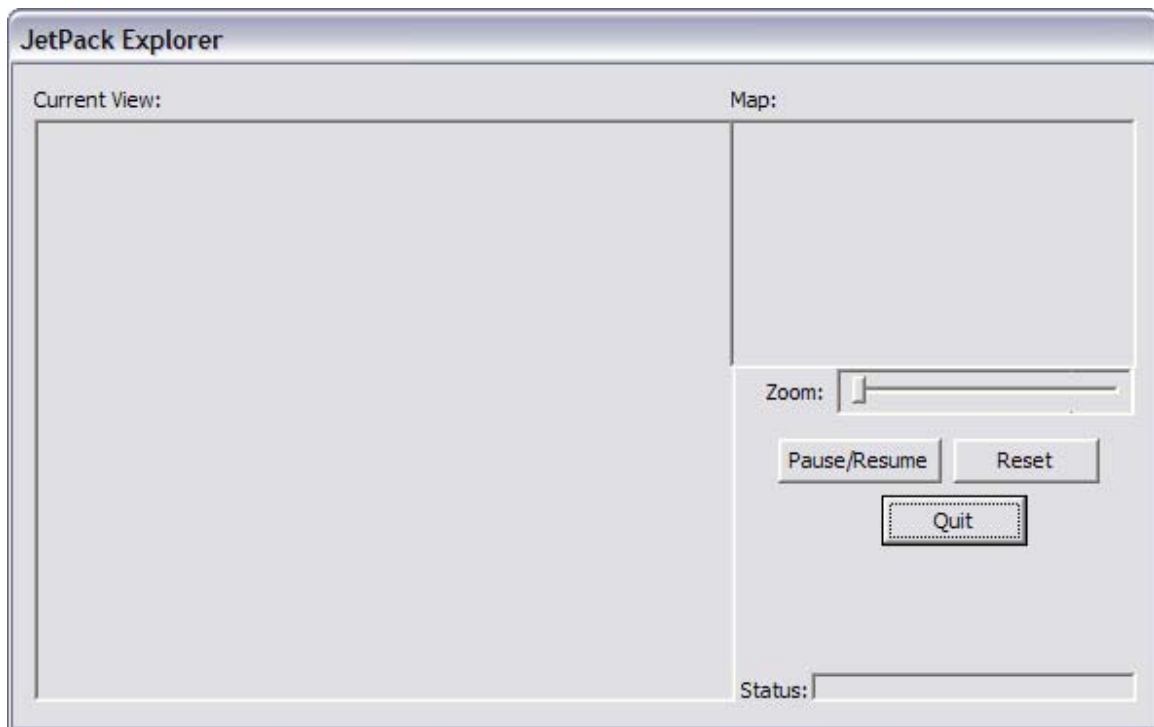 JetPack Explorer
Current View:
Map:
Zoom:
Pause/Resume
Reset
Quit
Status: